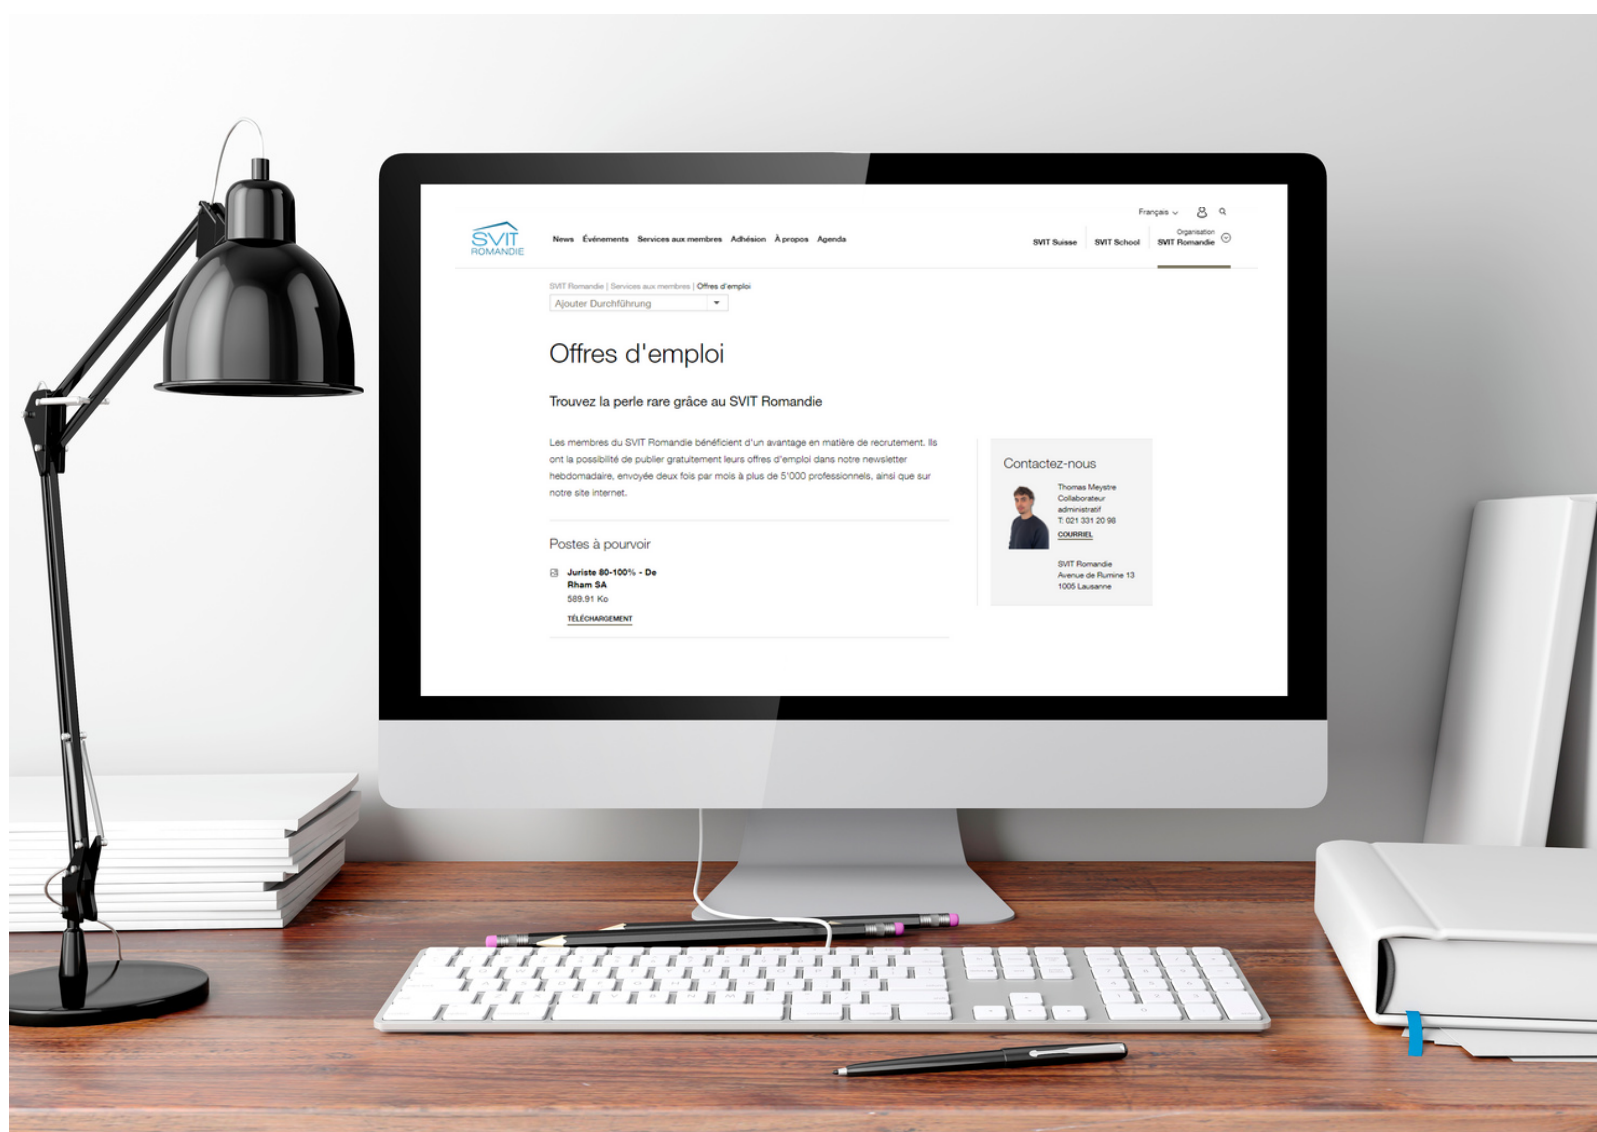 Français
SVIT
ROMANDIE
News Événements Services aux membres Adhésion À propos Agenda
SVIT Suisse
SVIT School
Organisation
SVIT Romandie
SVIT Romandie | Services aux membres | Offres d'emploi
Ajouter Durchführung
Offres d'emploi
Trouvez la perle rare grâce au SVIT Romandie
Les membres du SVIT Romandie bénéficient d'un avantage en matière de recrutement. Ils
ont la possibilité de publier gratuitement leurs offres d'emploi dans notre newsletter
hebdomadaire, envoyée deux fois par mois à plus de 5'000 professionnels, ainsi que sur
notre site internet.
Postes à pourvoir
Juriste 80-100% - De
Rham SA
589.91 Ko
TÉLÉCHARGEMENT
Contactez-nous
Thomas Meystre
Collaborateur
administratif
T: 021 331 20 98
COURRIEL
SVIT Romandie
Avenue de Rumine 13
1005 Lausanne